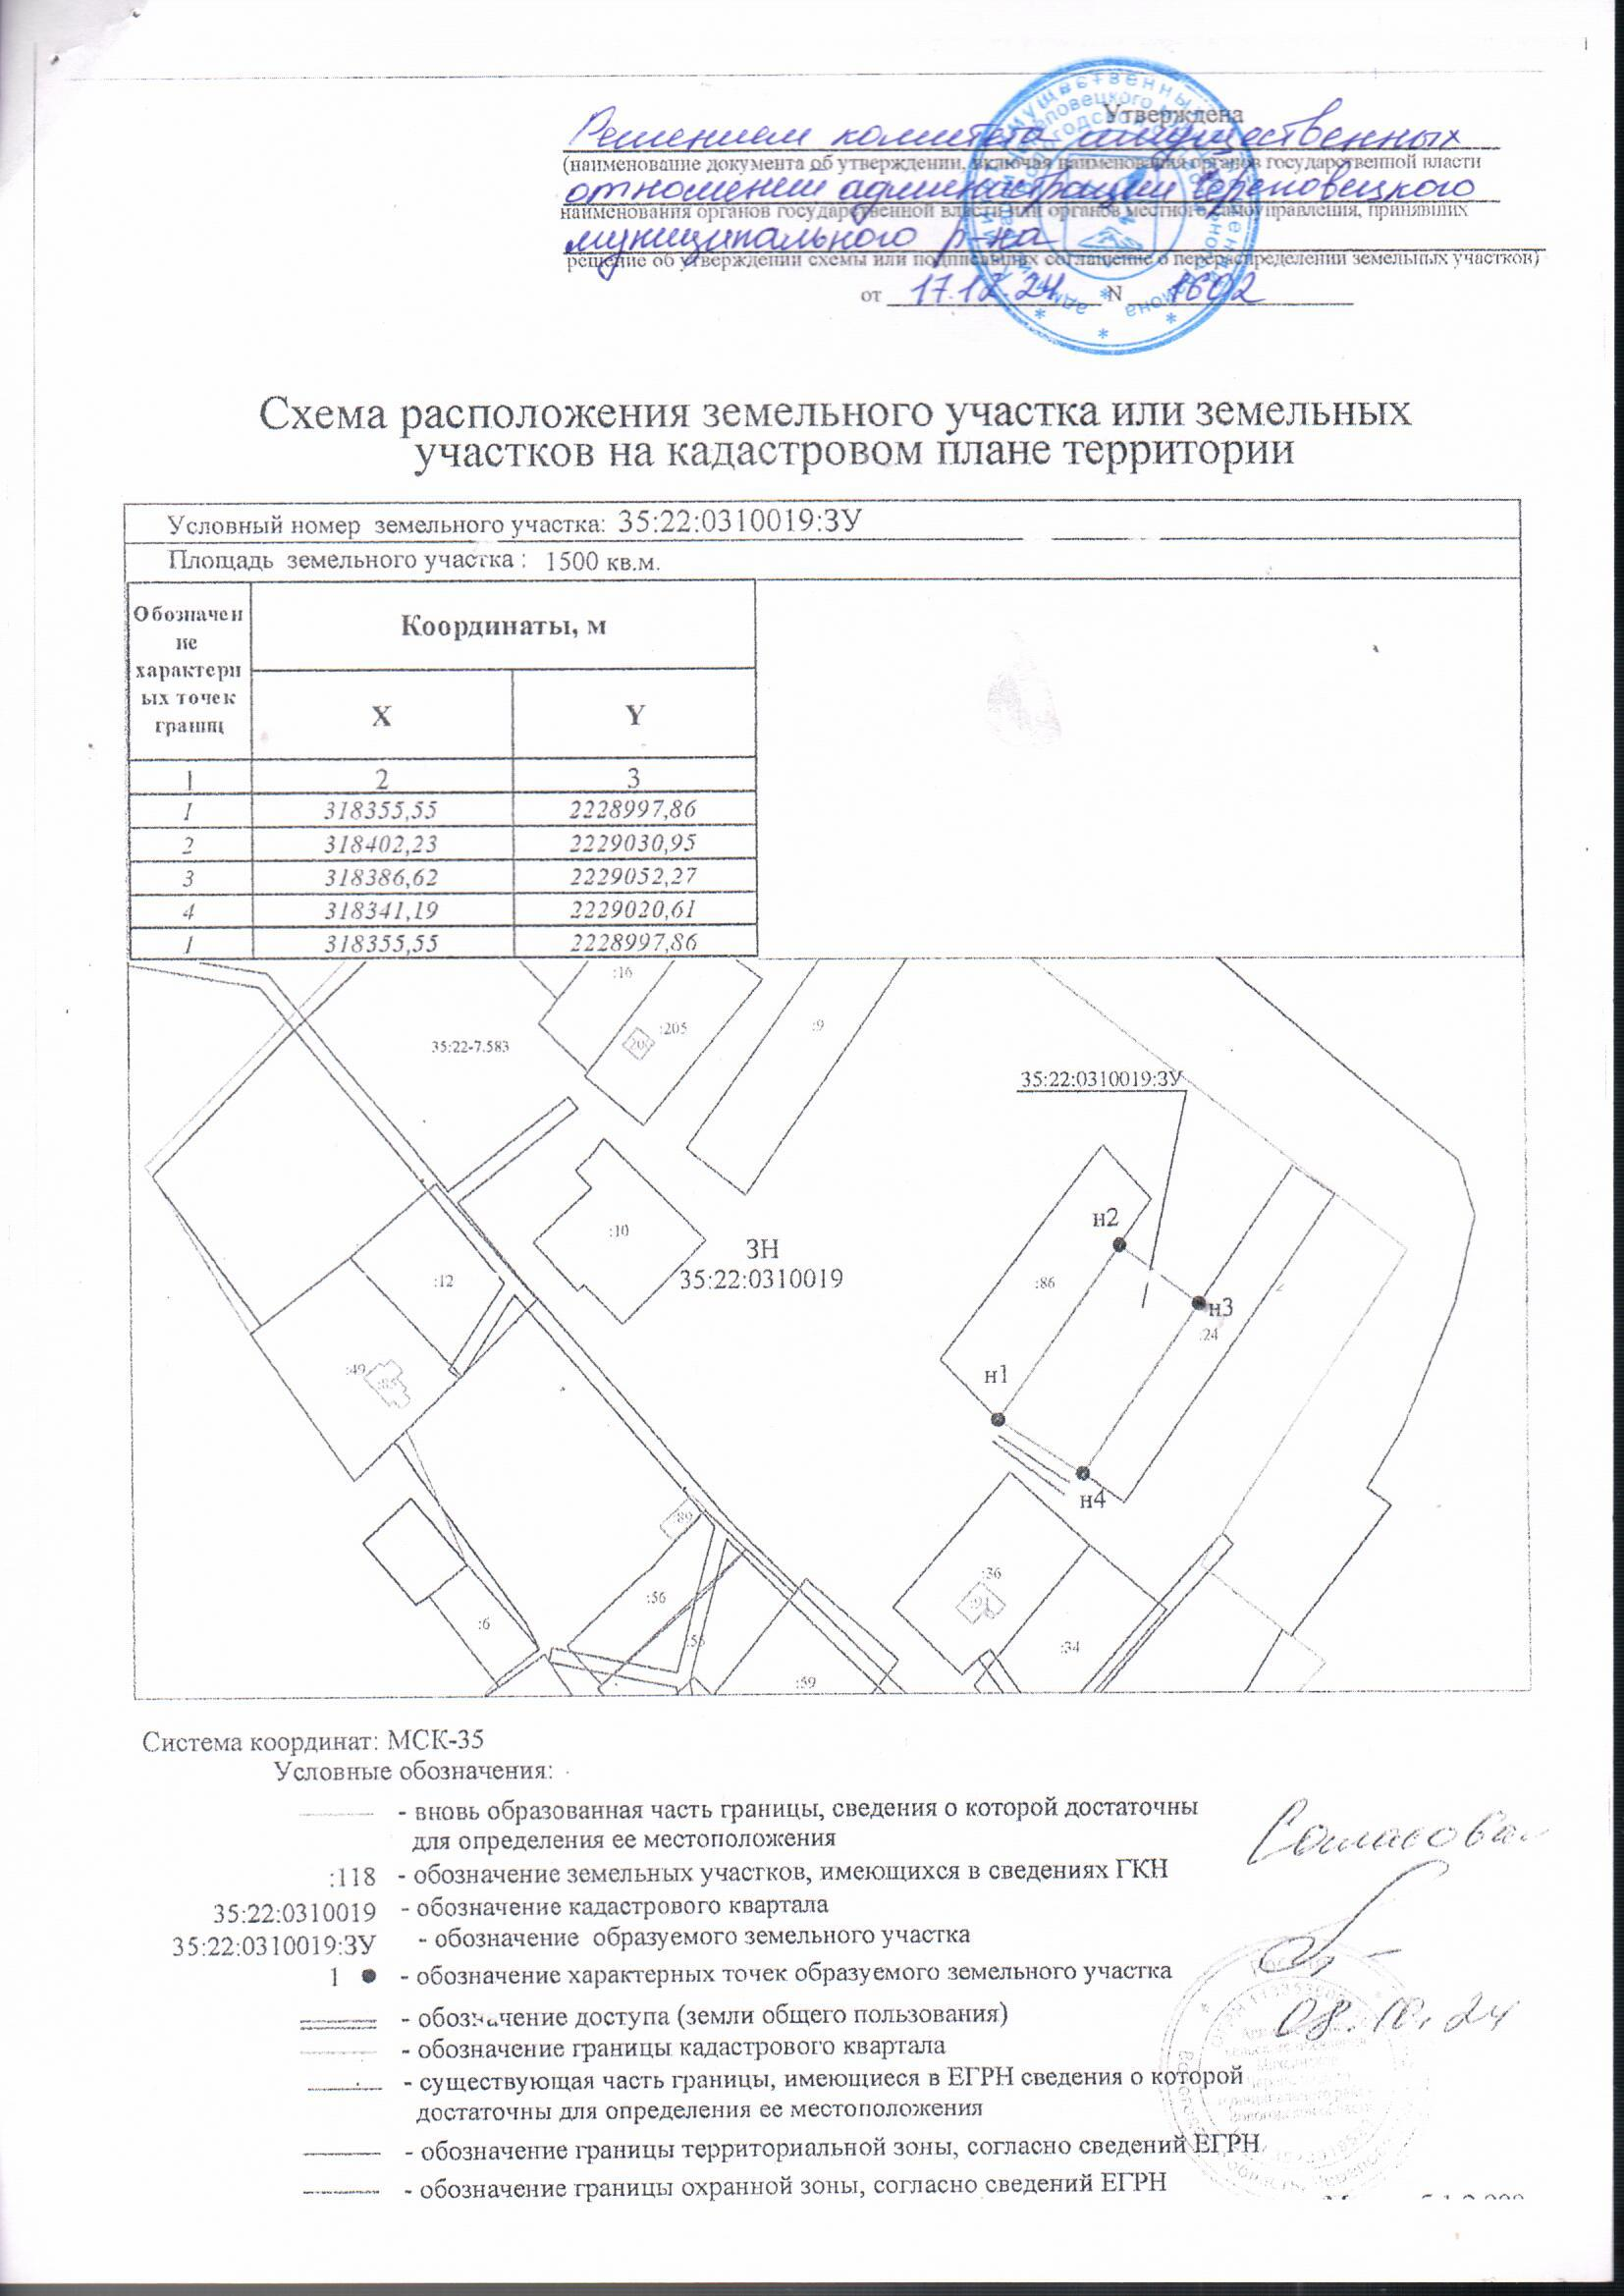 Утверждена
Решением комитета имущественных
(наименование документа об утверждении, включая наименования органов государственной власти
отношений администрации Череповецкого
наименования органов государственной власти или органов местного самоуправления, принявших
муниципального р-на
решение об утверждении схемы или подписавших соглашение о перераспределении земельных участков)
от 17.12.24 N 1602
Схема расположения земельного участка или земельных
участков на кадастровом плане территории
Условный номер земельного участка: 35:22:0310019:ЗУ
Площадь земельного участка : 1500 кв.м.
Обозначен
ие
характерн
ых точек
границ
Координаты, м
X Y
1 2 3
1 318355,55 2228997,86
2 318402,23 2229030,95
3 318386,62 2229052,27
4 318341,19 2229020,61
1 318355,55 2228997,86
:16
:205
:9
35:22-7.583
35:22:0310019:ЗУ
н2
:10
ЗН
35:22:0310019
:12
:86
н3
:24
:49
н1
н4
:89
:36
:56
:6
:34
:59
Система координат: МСК-35
Условные обозначения:
- вновь образованная часть границы, сведения о которой достаточны
для определения ее местоположения
:118 - обозначение земельных участков, имеющихся в сведениях ГКН
35:22:0310019 - обозначение кадастрового квартала
35:22:0310019:ЗУ - обозначение образуемого земельного участка
1 - обозначение характерных точек образуемого земельного участка
- обозначение доступа (земли общего пользования)
- обозначение границы кадастрового квартала
- существующая часть границы, имеющиеся в ЕГРН сведения о которой
достаточны для определения ее местоположения
- обозначение границы территориальной зоны, согласно сведений ЕГРН
- обозначение границы охранной зоны, согласно сведений ЕГРН
Согласован
08.10.24